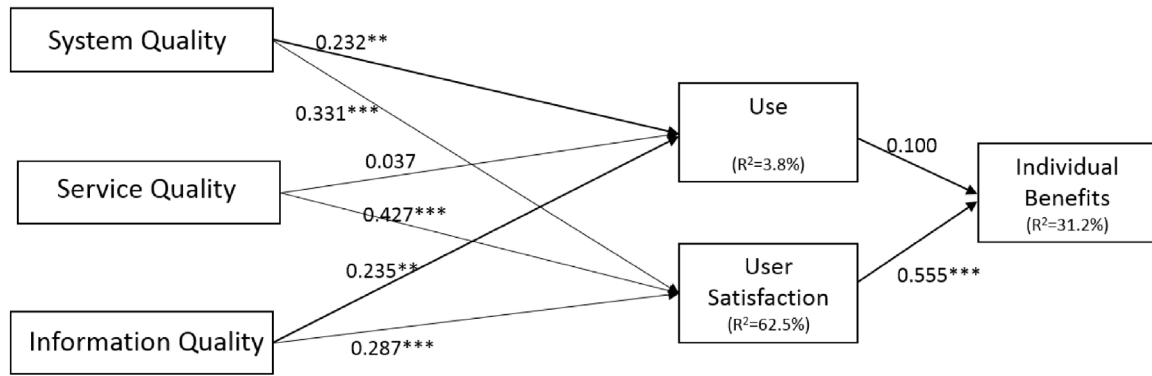 System Quality
0.232**
0.331***
Use
(R²=3.8%)
0.100
Service Quality
0.037
0.427***
Individual
Benefits
(R²=31.2%)
0.235**
User
Satisfaction
(R²=62.5%)
0.555***
Information Quality
0.287***